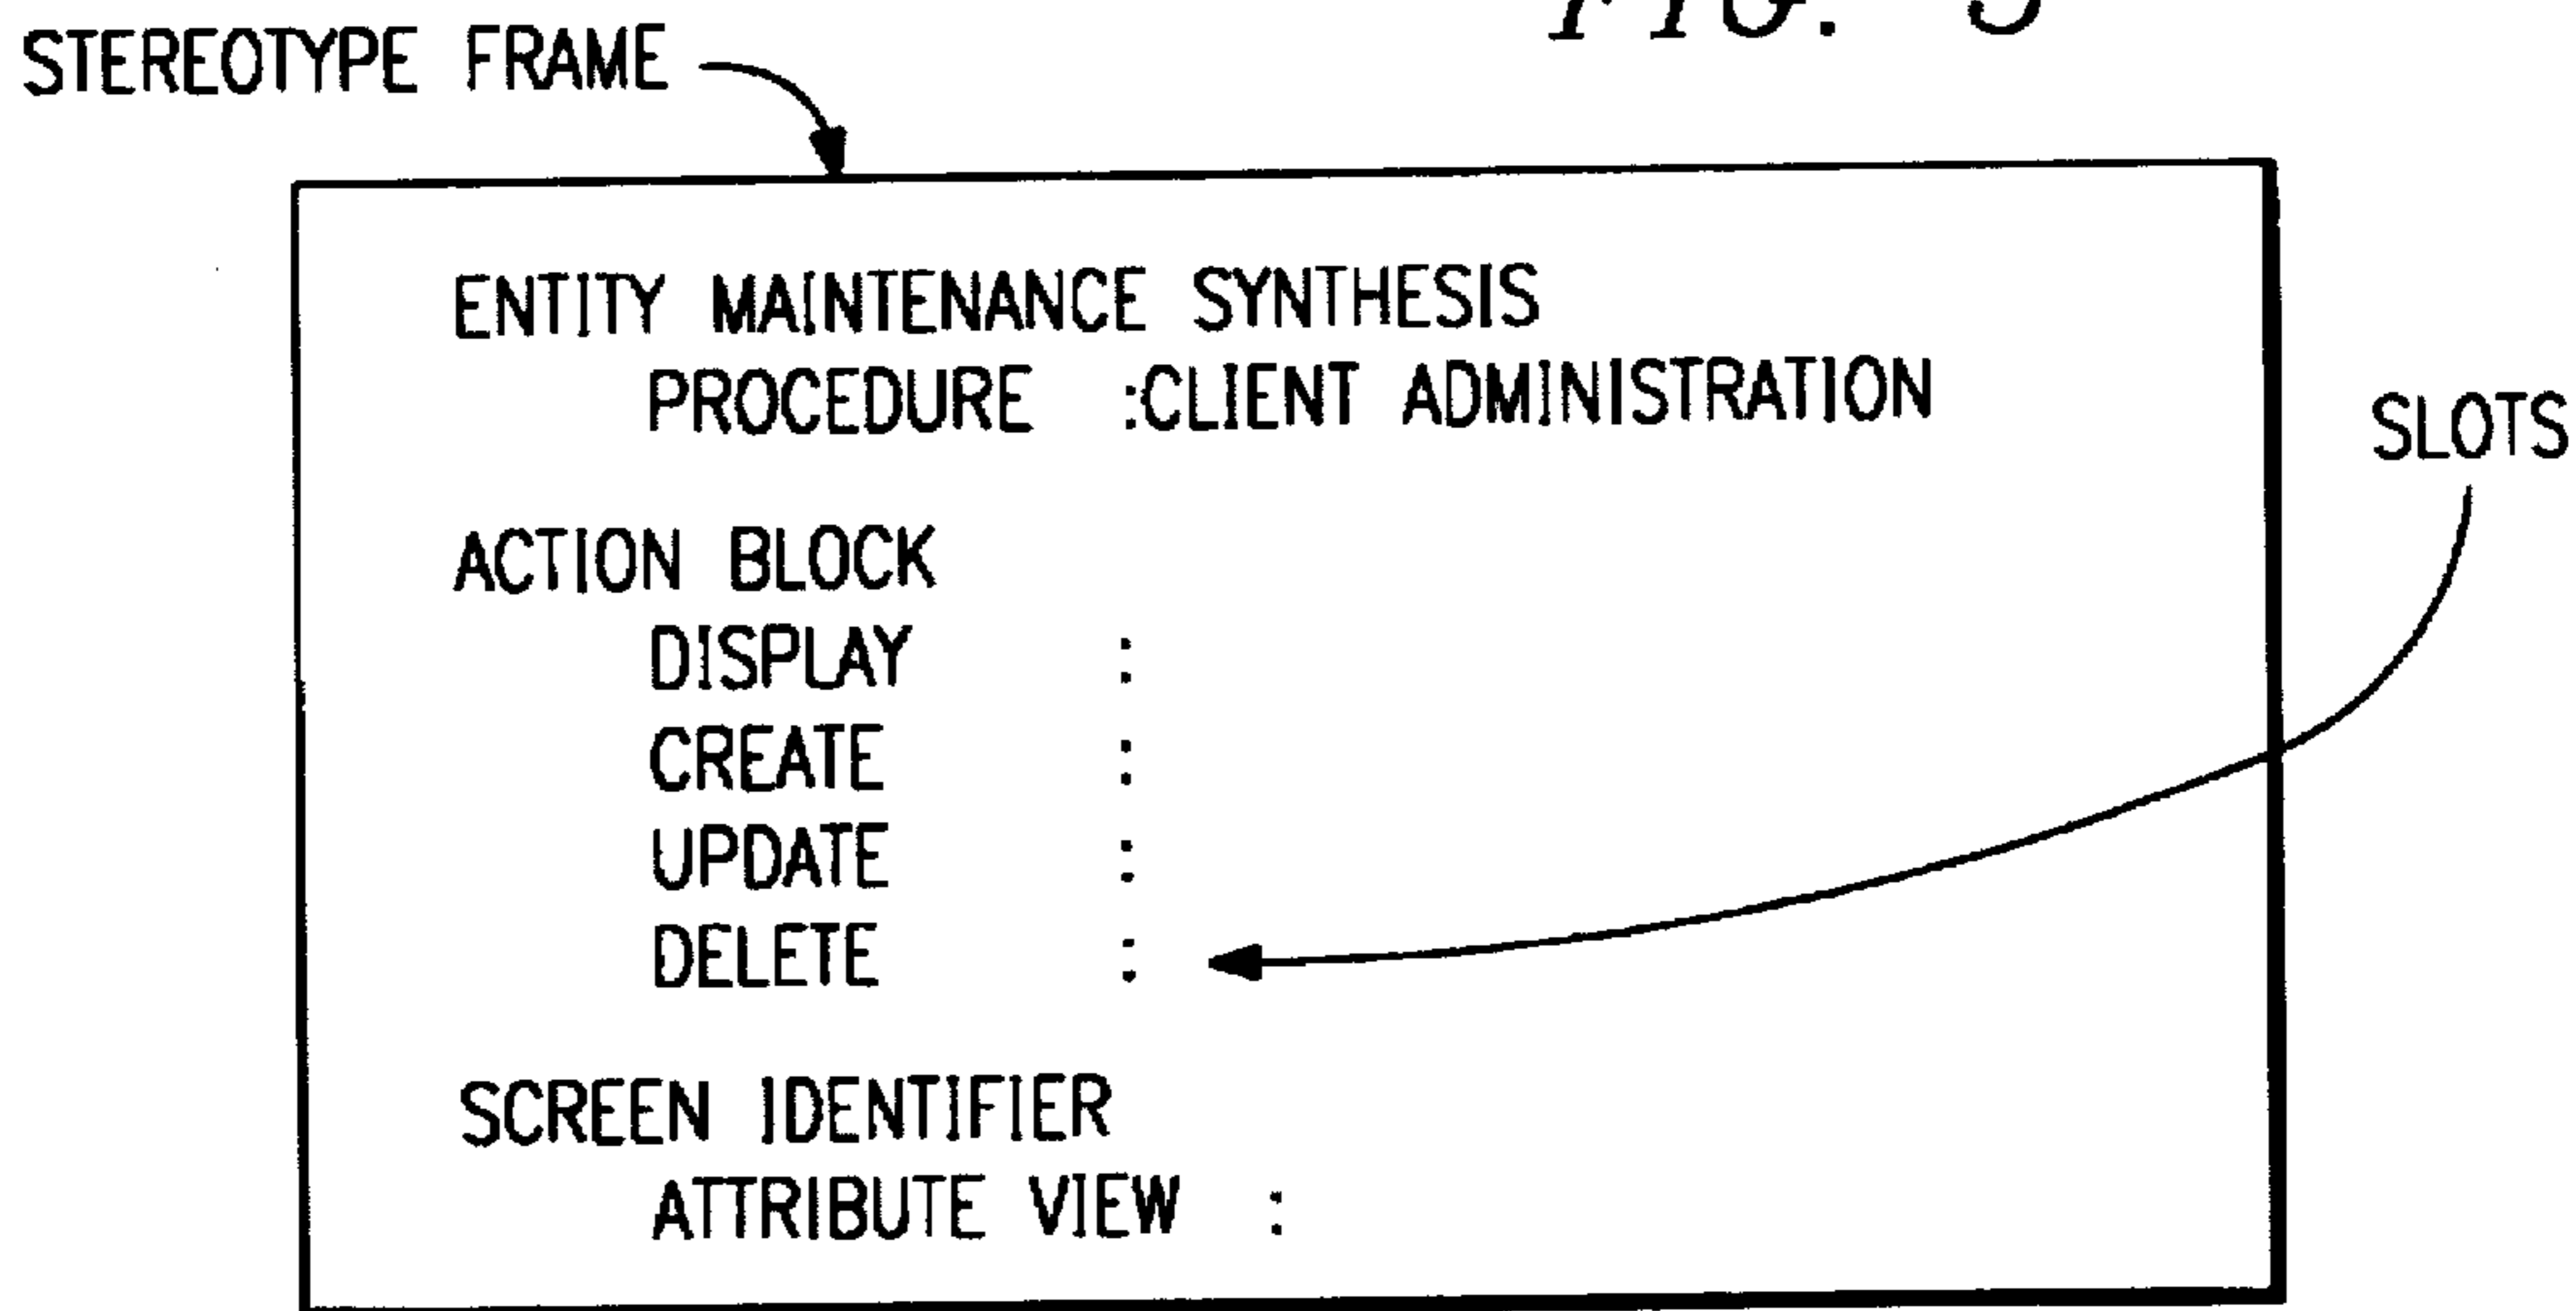 FIG.
STEREOTYPE FRAME
ENTITY MAINTENANCE SYNTHESIS
PROCEDURE :CLIENT ADMINISTRATION
SLOTS
ACTION BLOCK
DISPLAY :
CREATE :
UPDATE :
DELETE :
SCREEN IDENTIFIER
ATTRIBUTE VIEW :